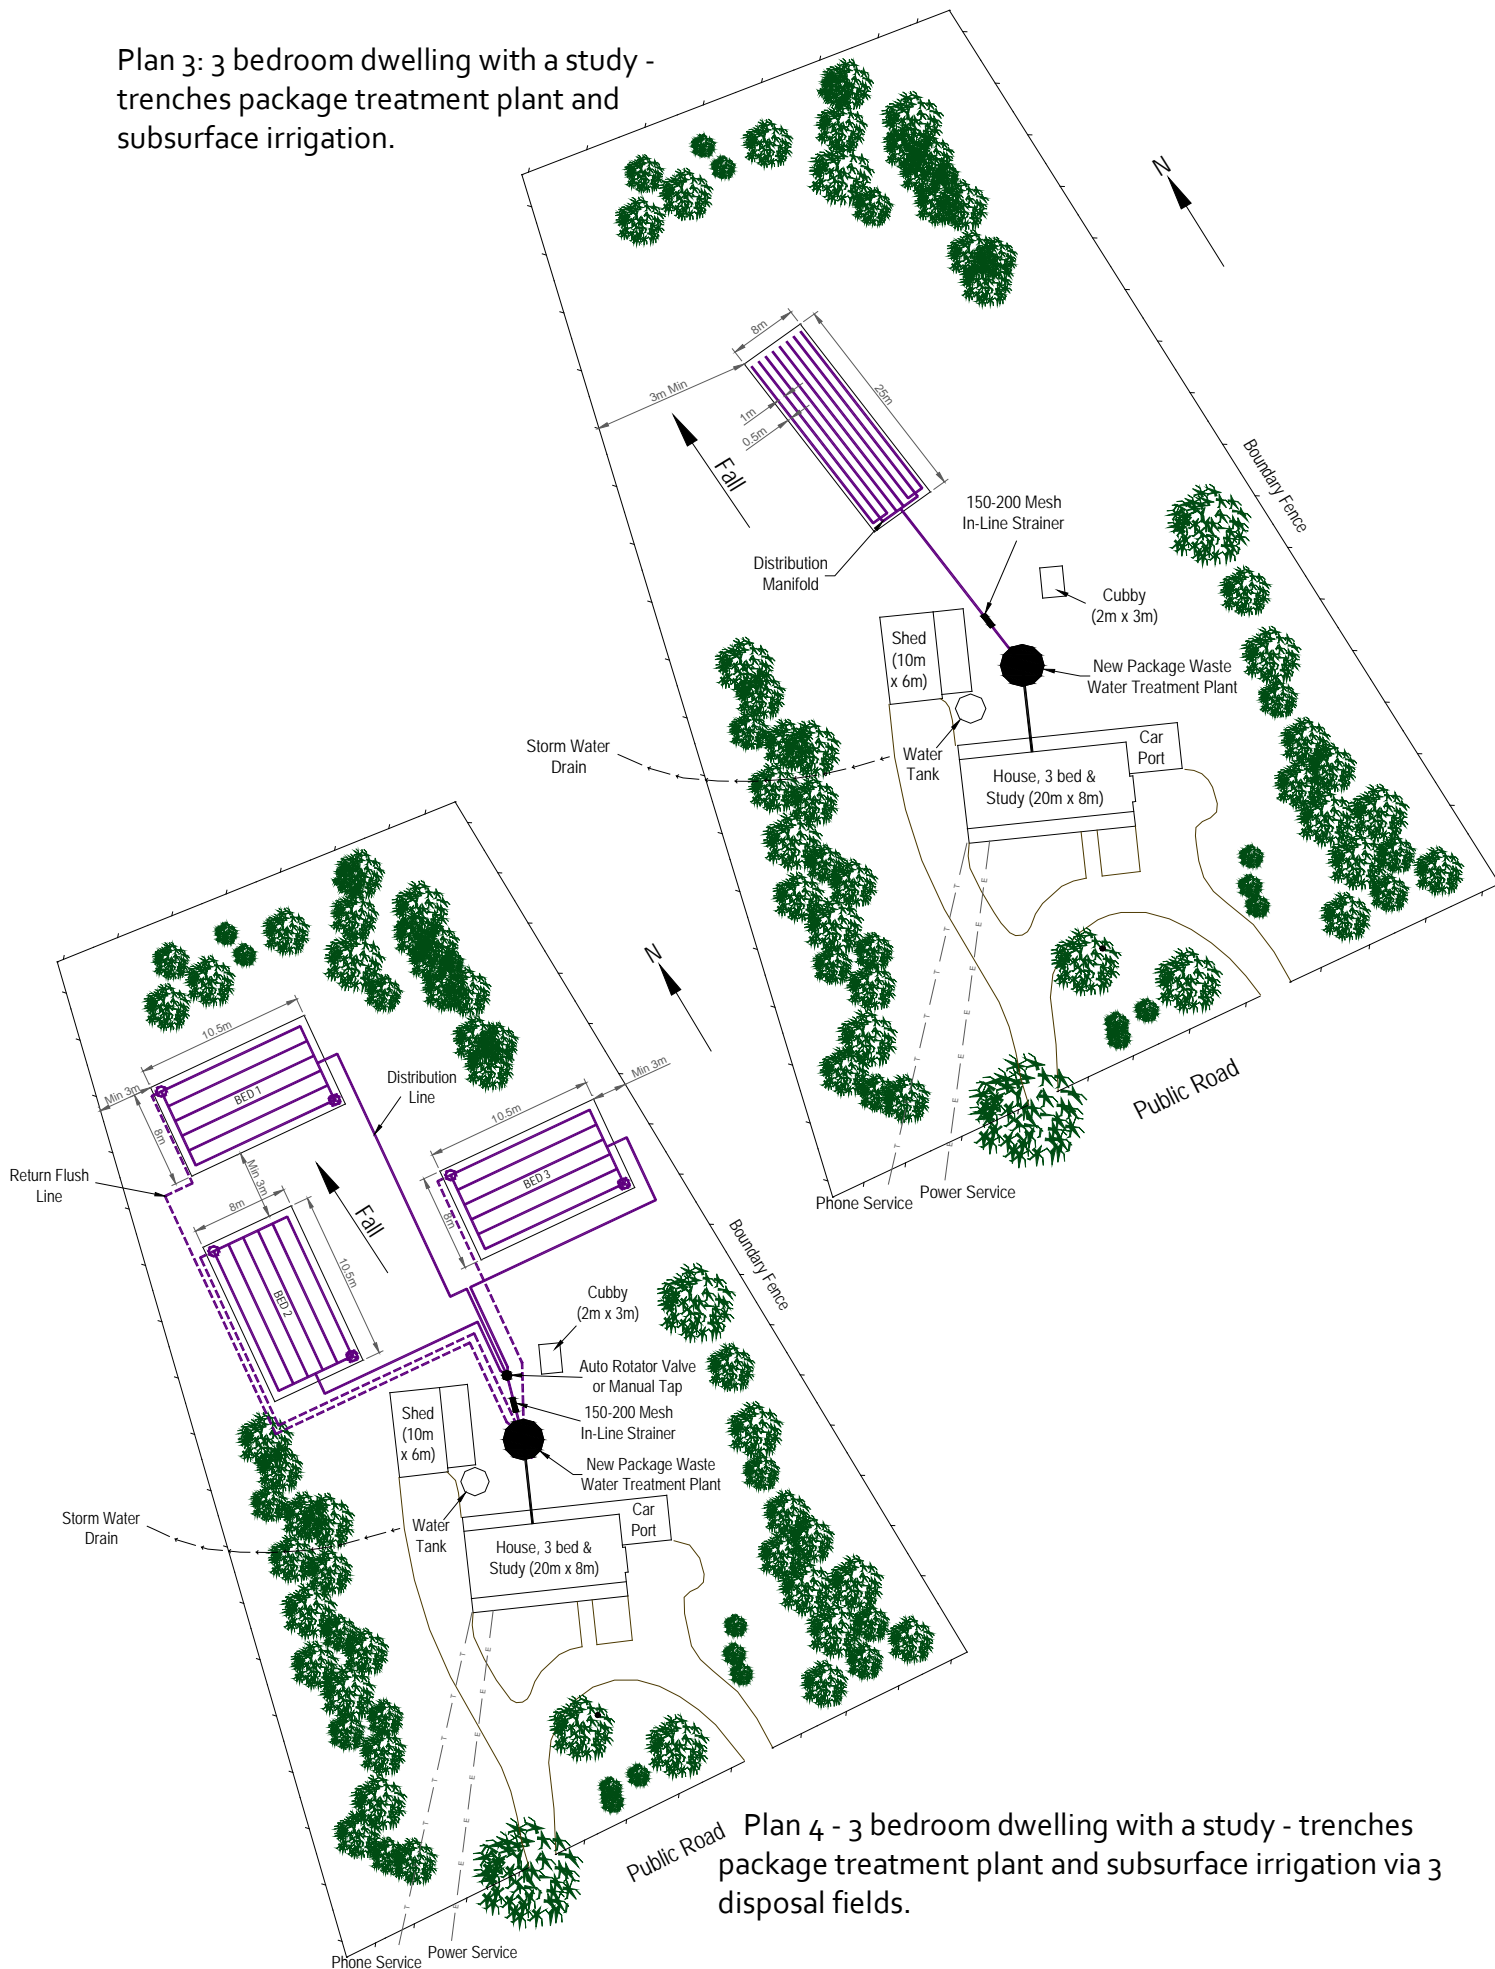 Plan 3: 3 bedroom dwelling with a study -
trenches package treatment plant and
subsurface irrigation.
N
8m
25m
3m Min
1m
0.5m
Fall
Boundary Fence
150-200 Mesh
In-Line Strainer
Distribution
Manifold
Cubby
(2m x 3m)
Shed
(10m
x 6m)
New Package Waste
Water Treatment Plant
Storm Water
Drain
Water
Tank
Car
Port
House, 3 bed &
Study (20m x 8m)
T
T
T
T
T
T
E
E
E
E
E
E
Public Road
Phone Service
Power Service
N
10.5m
Min 3m
BED 1
8m
Distribution
Line
Min 3m
10.5m
BED 3
8m
Return Flush
Line
Min 3m
8m
Fall
10.5m
BED 2
Boundary Fence
Cubby
(2m x 3m)
Auto Rotator Valve
or Manual Tap
150-200 Mesh
In-Line Strainer
Shed
(10m
x 6m)
New Package Waste
Water Treatment Plant
Storm Water
Drain
Water
Tank
Car
Port
House, 3 bed &
Study (20m x 8m)
T
T
T
T
T
T
E
E
E
E
E
E
Public Road
Phone Service
Power Service
Plan 4 - 3 bedroom dwelling with a study - trenches
package treatment plant and subsurface irrigation via 3
disposal fields.